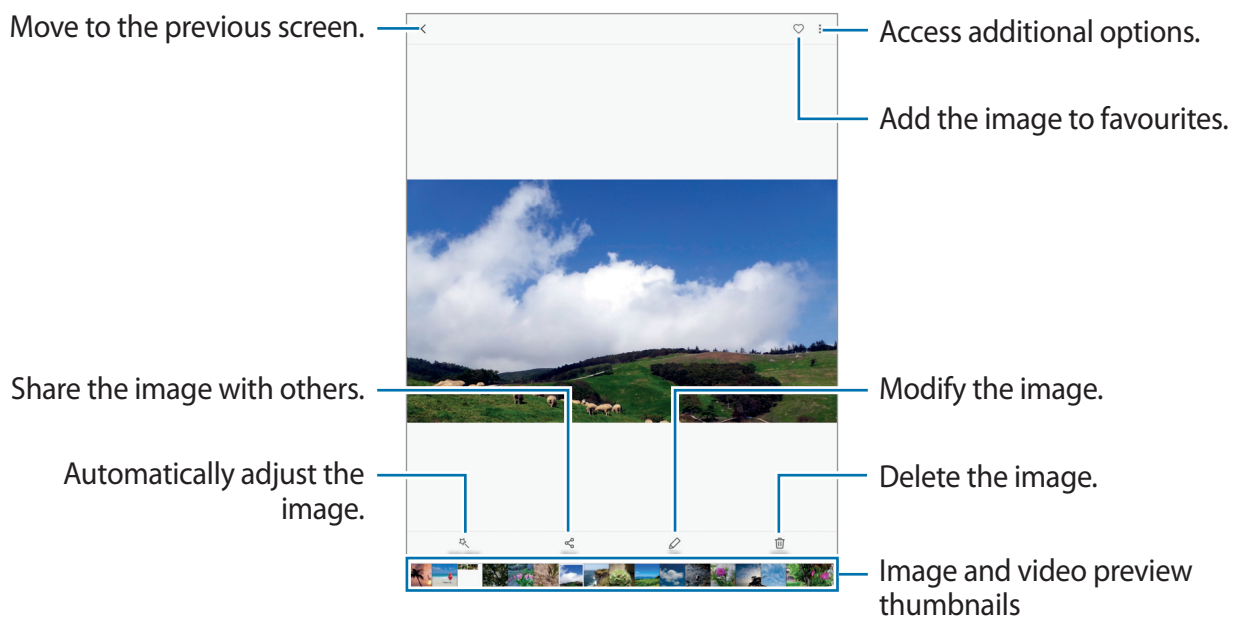 Move to the previous screen.
Access additional options.
Add the image to favourites.
Share the image with others.
Modify the image.
Automatically adjust the
image.
Delete the image.
Image and video preview
thumbnails